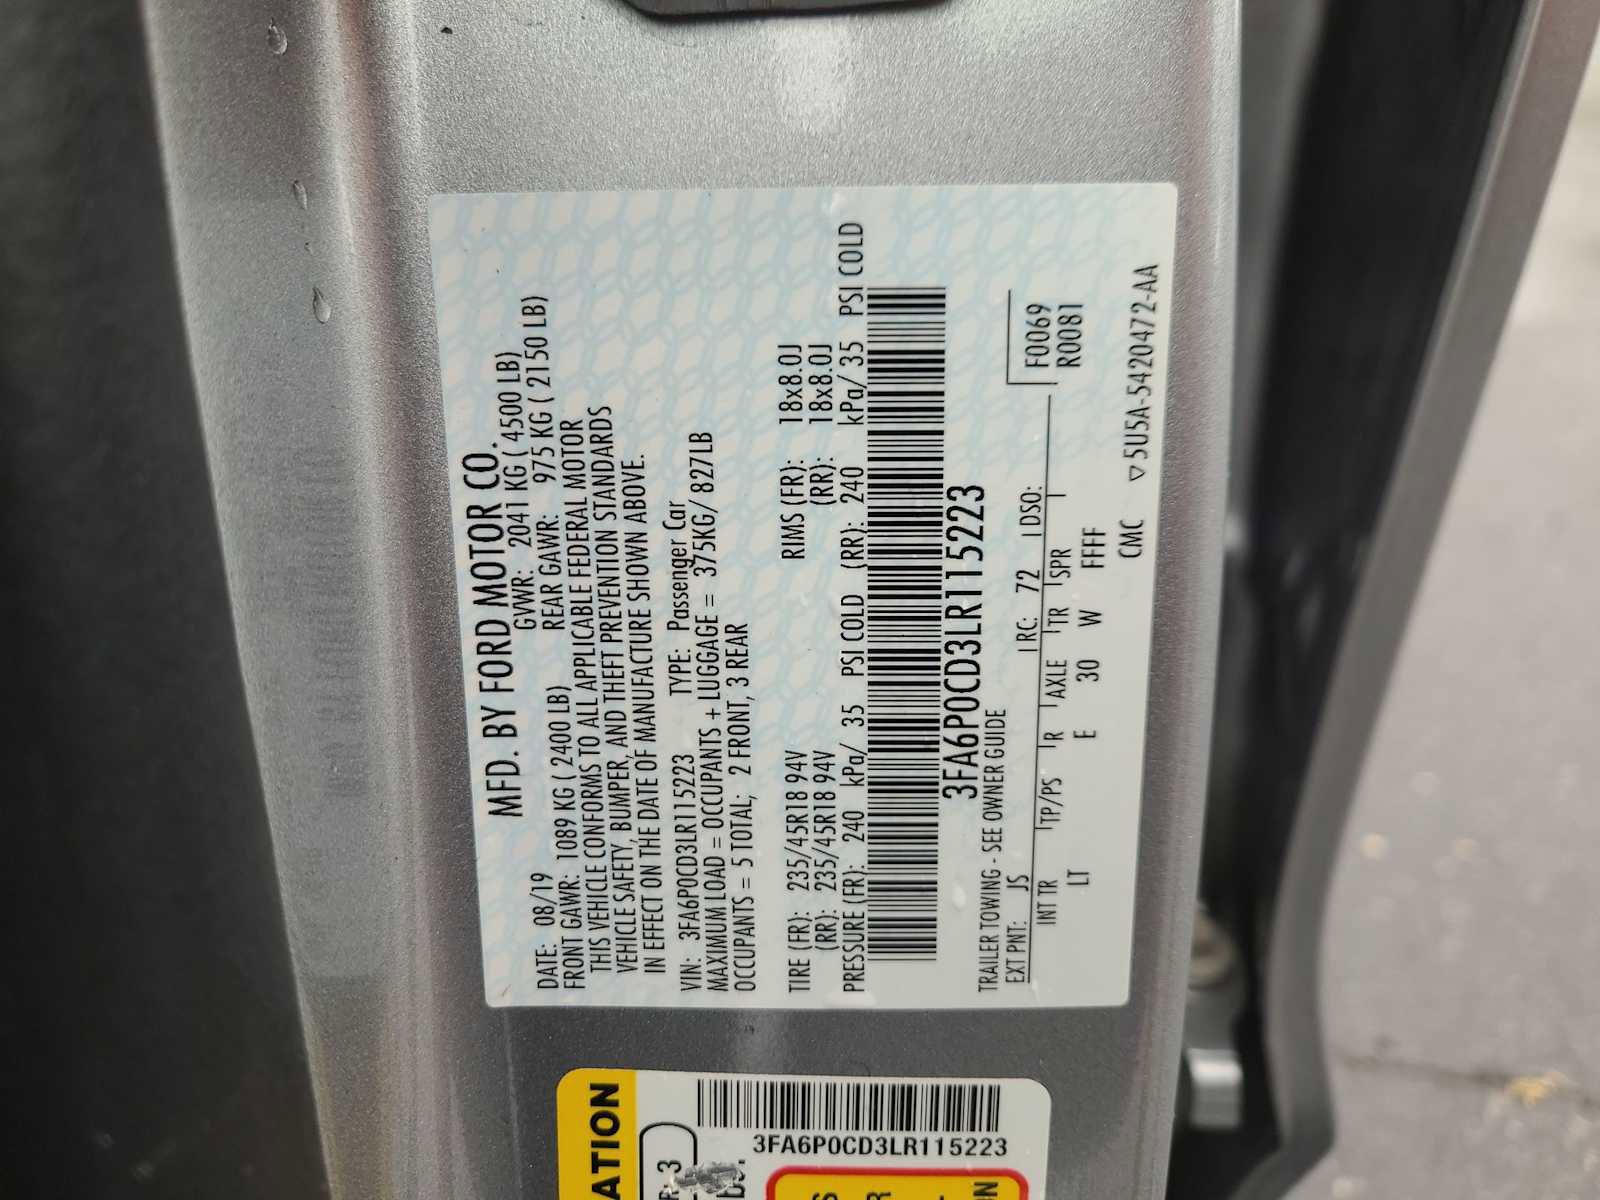 MFD. BY FORD MOTOR CO.
DATE: 08/19 GVWR: 2041 KG ( 4500 LB)
FRONT GAWR: 1089 KG ( 2400 LB) REAR GAWR: 975 KG ( 2150 LB)
THIS VEHICLE CONFORMS TO ALL APPLICABLE FEDERAL MOTOR
VEHICLE SAFETY, BUMPER, AND THEFT PREVENTION STANDARDS
IN EFFECT ON THE DATE OF MANUFACTURE SHOWN ABOVE.
VIN: 3FA6P0CD3LR115223 TYPE: Passenger Car
MAXIMUM LOAD = OCCUPANTS + LUGGAGE = 375KG/ 827LB
OCCUPANTS = 5 TOTAL; 2 FRONT, 3 REAR
TIRE (FR): 235/45R18 94V RIMS (FR): 18x8.0J
(RR): 235/45R18 94V (RR): 18x8.0J
PRESSURE (FR): 240 kPa/ 35 PSI COLD (RR): 240 kPa/ 35 PSI COLD
3FA6P0CD3LR115223
TRAILER TOWING - SEE OWNER GUIDE
EXT PNT: JS RC: 72 DSO: F0069
R0081
INT TR TP/PS R AXLE TR SPR
LT E 30 W FFFF
CMC ▽5U5A-5420472-AA
ATION
3FA6P0CD3LR115223